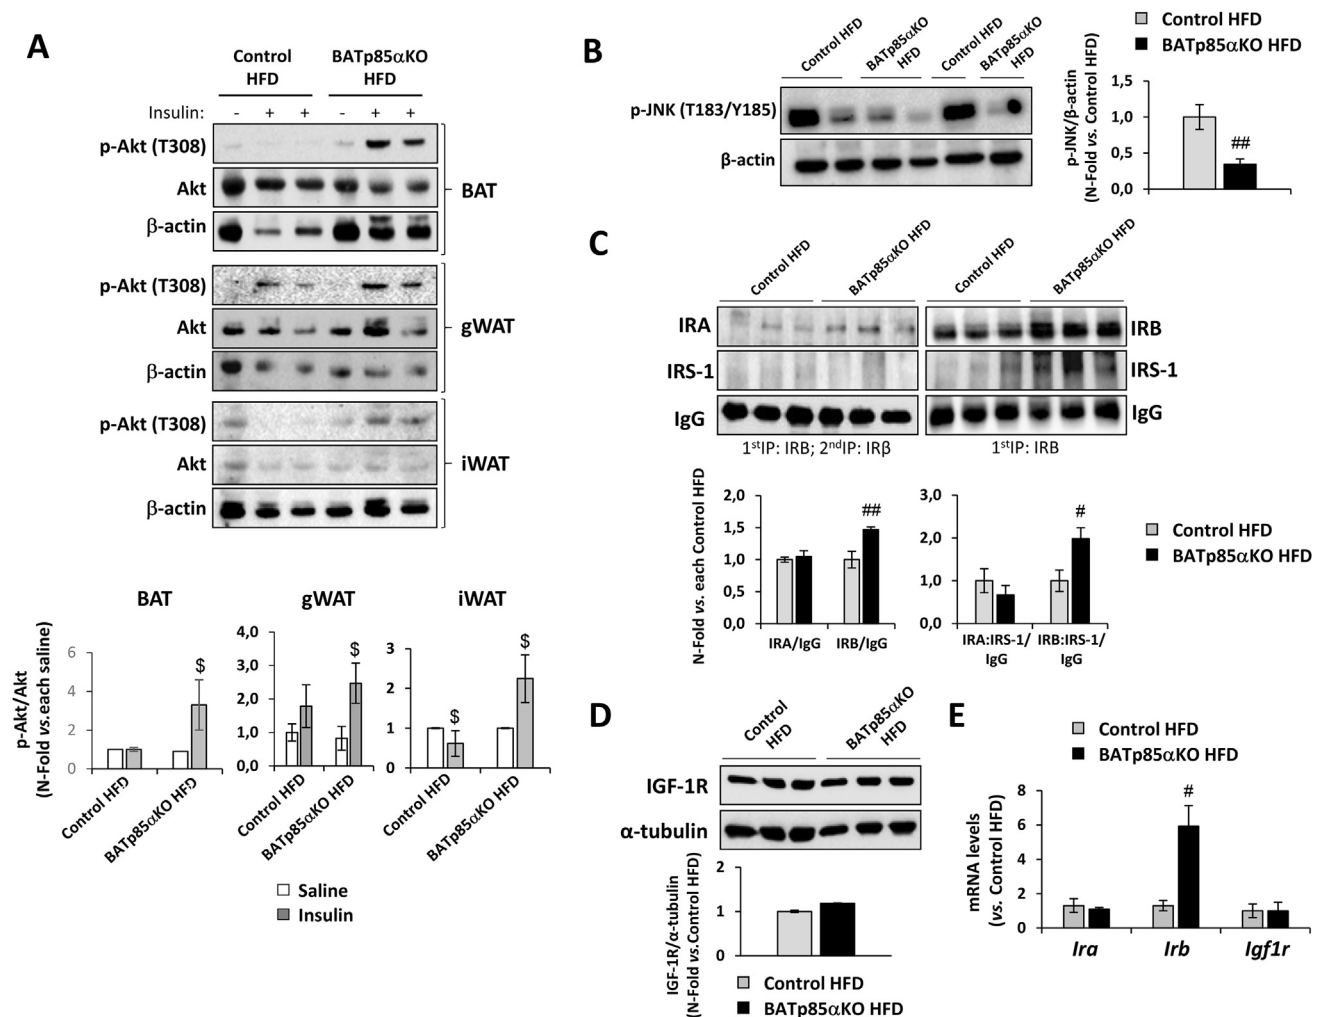 A
Control
HFD
BATp85αKO
HFD
Insulin:
- + + - + +
p-Akt (T308)
Akt
β-actin
BAT
p-Akt (T308)
Akt
β-actin
gWAT
p-Akt (T308)
Akt
β-actin
iWAT
p-Akt/Akt
(N-Fold vs.each saline)
BAT
6
4
2
0
$
Control HFD
BATp85αKO HFD
gWAT
4,0
3,0
2,0
1,0
0,0
$
Control HFD
BATp85αKO HFD
iWAT
3
2
1
0
$
$
Control HFD
BATp85αKO HFD
Saline
Insulin
B
Control HFD
BATp85αKO
HFD
Control HFD
BATp85αKO
HFD
p-JNK (T183/Y185)
β-actin
Control HFD
BATp85αKO HFD
p-JNK/β-actin
(N-Fold vs. Control HFD)
1,5
1,0
0,5
0,0
##
C
Control HFD
BATp85αKO HFD
Control HFD
BATp85αKO HFD
IRA
IRS-1
IgG
IRB
IRS-1
IgG
1stIP: IRB; 2ndIP: IRβ
1stIP: IRB
N-Fold vs. each Control HFD
2,0
1,5
1,0
0,5
0,0
##
IRA/IgG
IRB/IgG
3,0
2,0
1,0
0,0
#
IRA:IRS-1/
IgG
IRB:IRS-1/
IgG
Control HFD
BATp85αKO HFD
D
Control
HFD
BATp85αKO
HFD
IGF-1R
α-tubulin
IGF-1R/α-tubulin
(N-Fold vs.Control HFD)
2
1
0
Control HFD
BATp85αKO HFD
E
Control HFD
BATp85αKO HFD
mRNA levels
(vs. Control HFD)
8
6
4
2
0
#
Ira
Irb
Igf1r